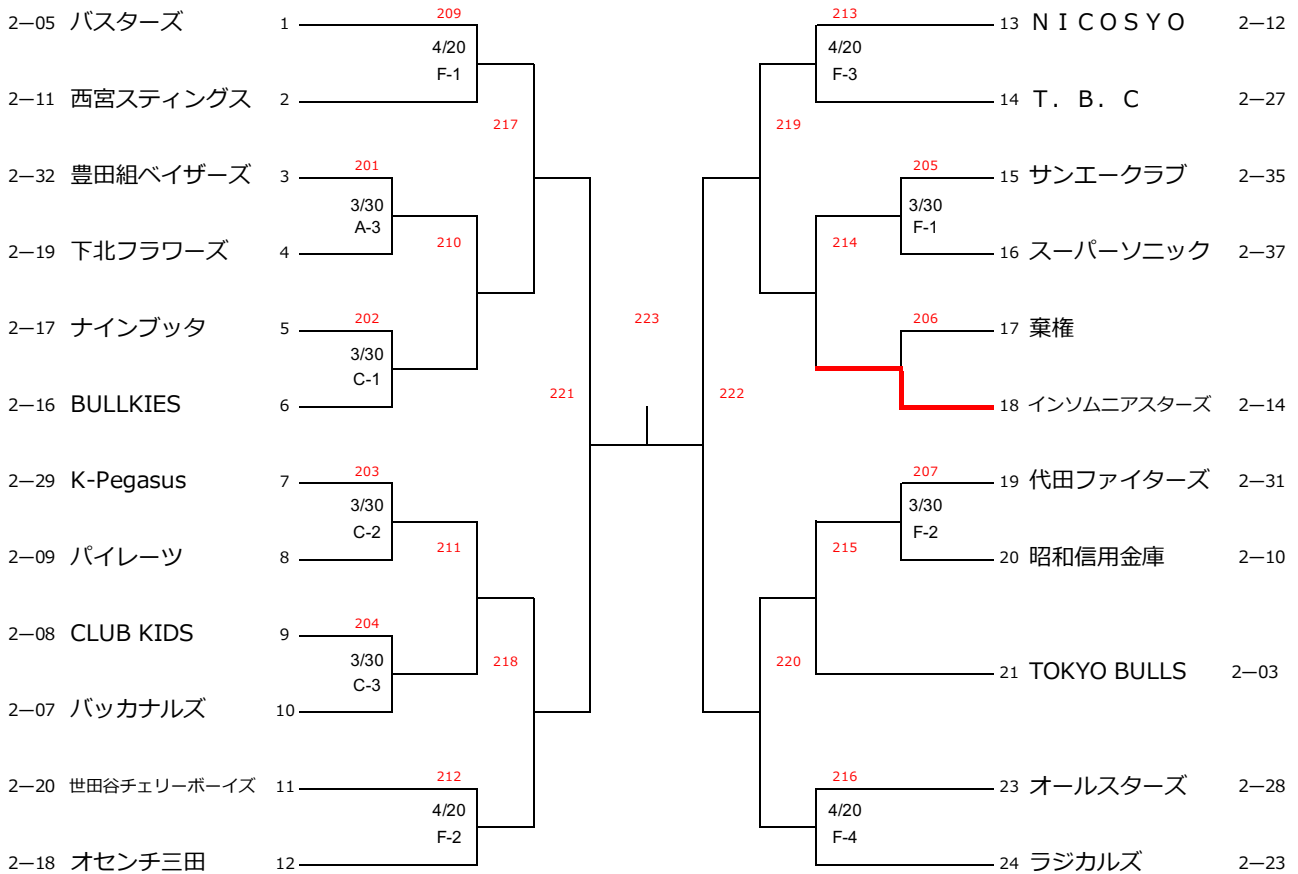 2―05 バスターズ 1
209
4/20
F-1
2―11 西宮スティングス 2
217
2―32 豊田組ベイザーズ 3
201
3/30
A-3
2―19 下北フラワーズ 4
210
2―17 ナインブッタ 5
202
3/30
C-1
2―16 BULLKIES 6
221
2―29 K-Pegasus 7
203
3/30
C-2
2―09 パイレーツ 8
211
2―08 CLUB KIDS 9
204
3/30
C-3
218
2―07 バッカナルズ 10
2―20 世田谷チェリーボーイズ 11
212
4/20
F-2
2―18 オセンチ三田 12
223
213
13 ＮＩＣＯＳＹＯ 2―12
4/20
F-3
14 Ｔ．Ｂ．Ｃ 2―27
219
205
15 サンエークラブ 2―35
3/30
F-1
214
16 スーパーソニック 2―37
206
17 棄権
222
18 インソムニアスターズ 2―14
207
19 代田ファイターズ 2―31
3/30
F-2
215
20 昭和信用金庫 2―10
220
21 TOKYO BULLS 2―03
216
23 オールスターズ 2―28
4/20
F-4
24 ラジカルズ 2―23